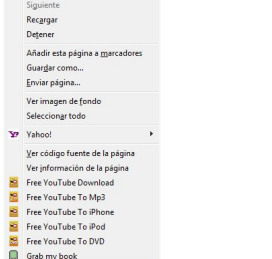 Siguiente
Recargar
Detener
Añadir esta página a marcadores
Guardar como...
Enviar página...
Ver imagen de fondo
Seleccionar todo
Yahoo!
Ver código fuente de la página
Ver información de la página
Free YouTube Download
Free YouTube To Mp3
Free YouTube To iPhone
Free YouTube To iPod
Free YouTube To DVD
Grab my book